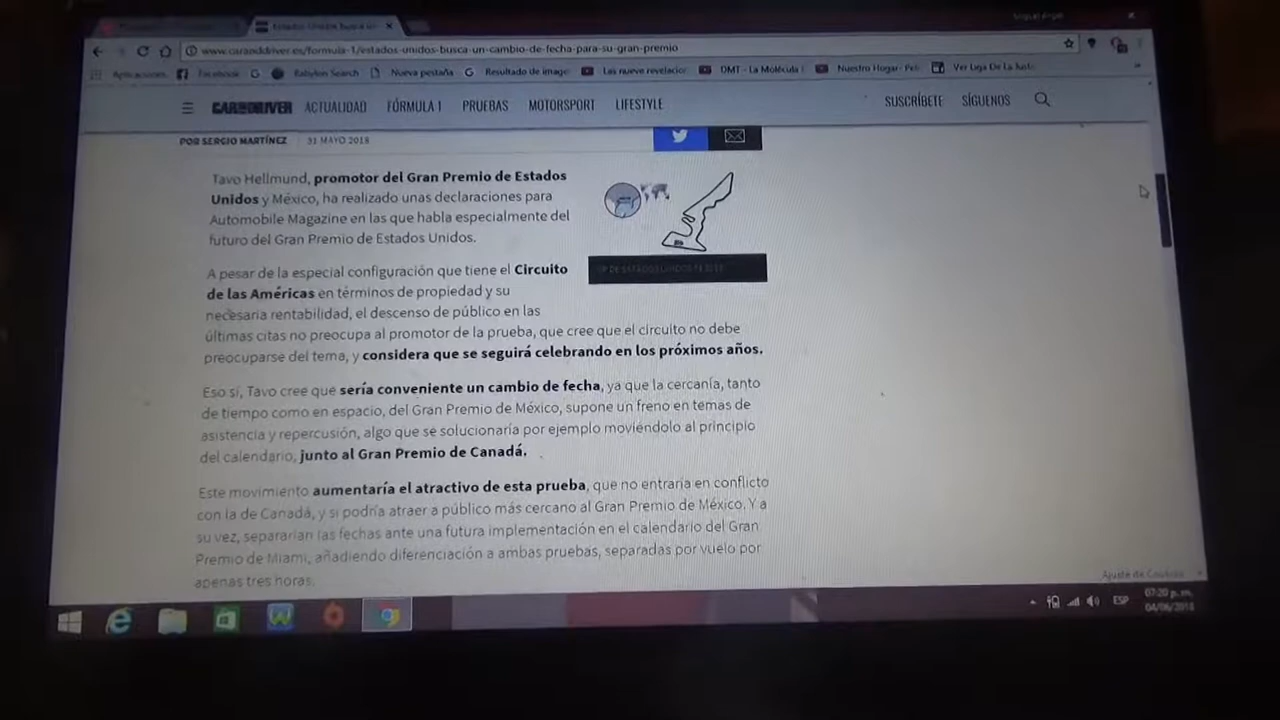 www.caranddriver.es/formula-1/estados-unidos-busca-un-cambio-de-fecha-para-su-gran-premio
Aplicaciones Facebook Babylon Search Nueva pestaña Resultado de image Las nueve revelacio DMT - La Molécula Nuestro Hogar- Ver Liga De La Justi
CAR AND DRIVER ACTUALIDAD FÓRMULA 1 PRUEBAS MOTORSPORT LIFESTYLE SUSCRÍBETE SÍGUENOS
POR SERGIO MARTÍNEZ 31 MAYO 2018
Tavo Hellmund, promotor del Gran Premio de Estados
Unidos y México, ha realizado unas declaraciones para
Automobile Magazine en las que habla especialmente del
futuro del Gran Premio de Estados Unidos.
A pesar de la especial configuración que tiene el Circuito
de las Américas en términos de propiedad y su
necesaria rentabilidad, el descenso de público en las
últimas citas no preocupa al promotor de la prueba, que cree que el circuito no debe
preocuparse del tema, y considera que se seguirá celebrando en los próximos años.
Eso sí, Tavo cree que sería conveniente un cambio de fecha, ya que la cercanía, tanto
de tiempo como en espacio, del Gran Premio de México, supone un freno en temas de
asistencia y repercusión, algo que se solucionaría por ejemplo moviéndolo al principio
del calendario, junto al Gran Premio de Canadá.
Este movimiento aumentaría el atractivo de esta prueba, que no entraría en conflicto
con la de Canadá, y si podría atraer a público más cercano al Gran Premio de México. Y a
su vez, separarían las fechas ante una futura implementación en el calendario del Gran
Premio de Miami, añadiendo diferenciación a ambas pruebas, separadas por vuelo por
apenas tres horas.
Ajuste de Cookies
ESP
07:20 p. m.
04/06/2018